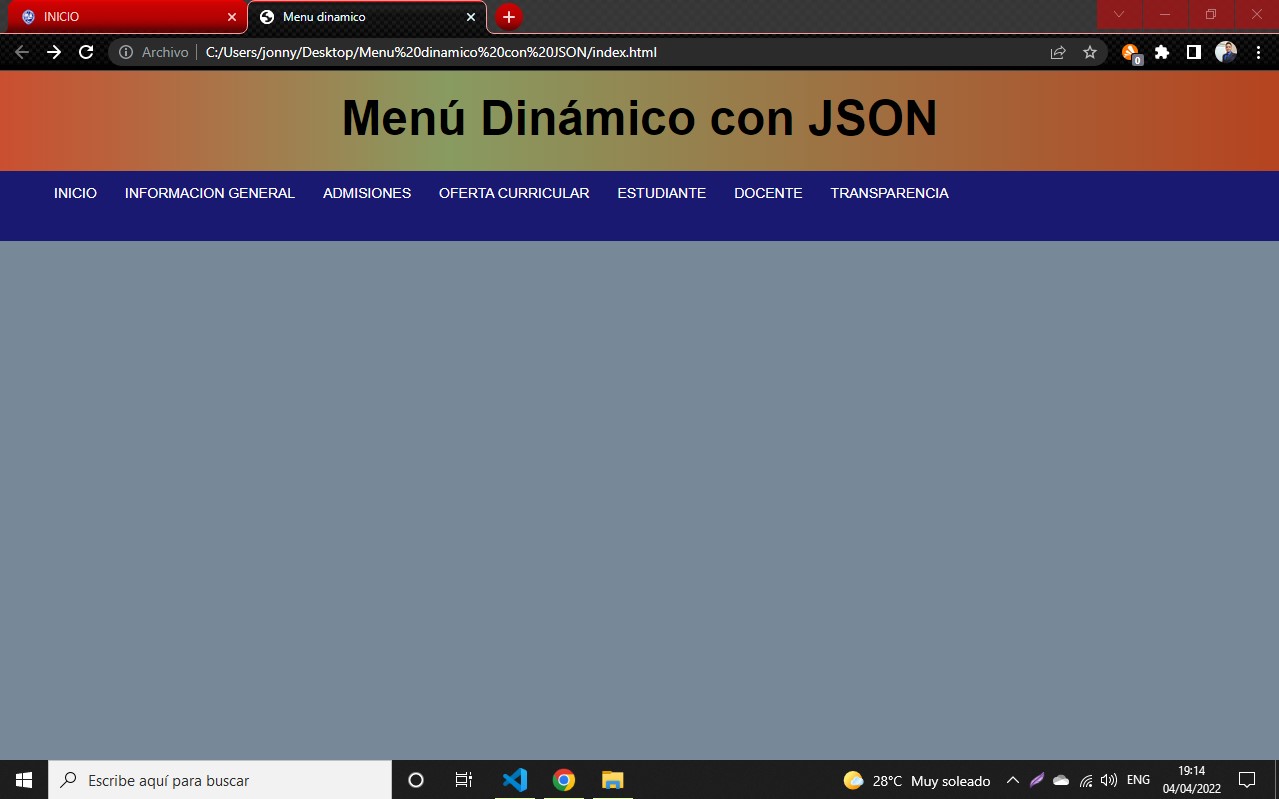 INICIO
Menu dinamico
Archivo
C:/Users/jonny/Desktop/Menu%20dinamico%20con%20JSON/index.html
0
Menú Dinámico con JSON
INICIO INFORMACION GENERAL ADMISIONES OFERTA CURRICULAR ESTUDIANTE DOCENTE TRANSPARENCIA
Escribe aquí para buscar
28°C Muy soleado
ENG
19:14
04/04/2022